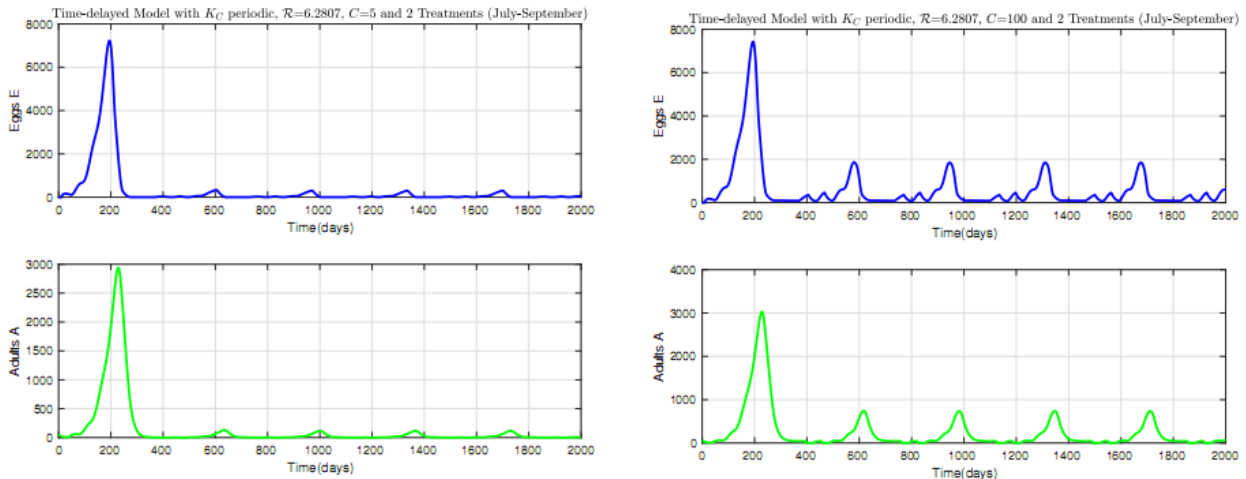 Time-delayed Model with K_C periodic, ℛ=6.2807, C=5 and 2 Treatments (July-September)
8000
6000
4000
2000
0
Eggs E
0 200 400 600 800 1000 1200 1400 1600 1800 2000
Time(days)
3000
2500
2000
1500
1000
500
0
Adults A
0 200 400 600 800 1000 1200 1400 1600 1800 2000
Time(days)
Time-delayed Model with K_C periodic, ℛ=6.2807, C=100 and 2 Treatments (July-September)
8000
6000
4000
2000
0
Eggs E
0 200 400 600 800 1000 1200 1400 1600 1800 2000
Time(days)
4000
3000
2000
1000
0
Adults A
0 200 400 600 800 1000 1200 1400 1600 1800 2000
Time(days)